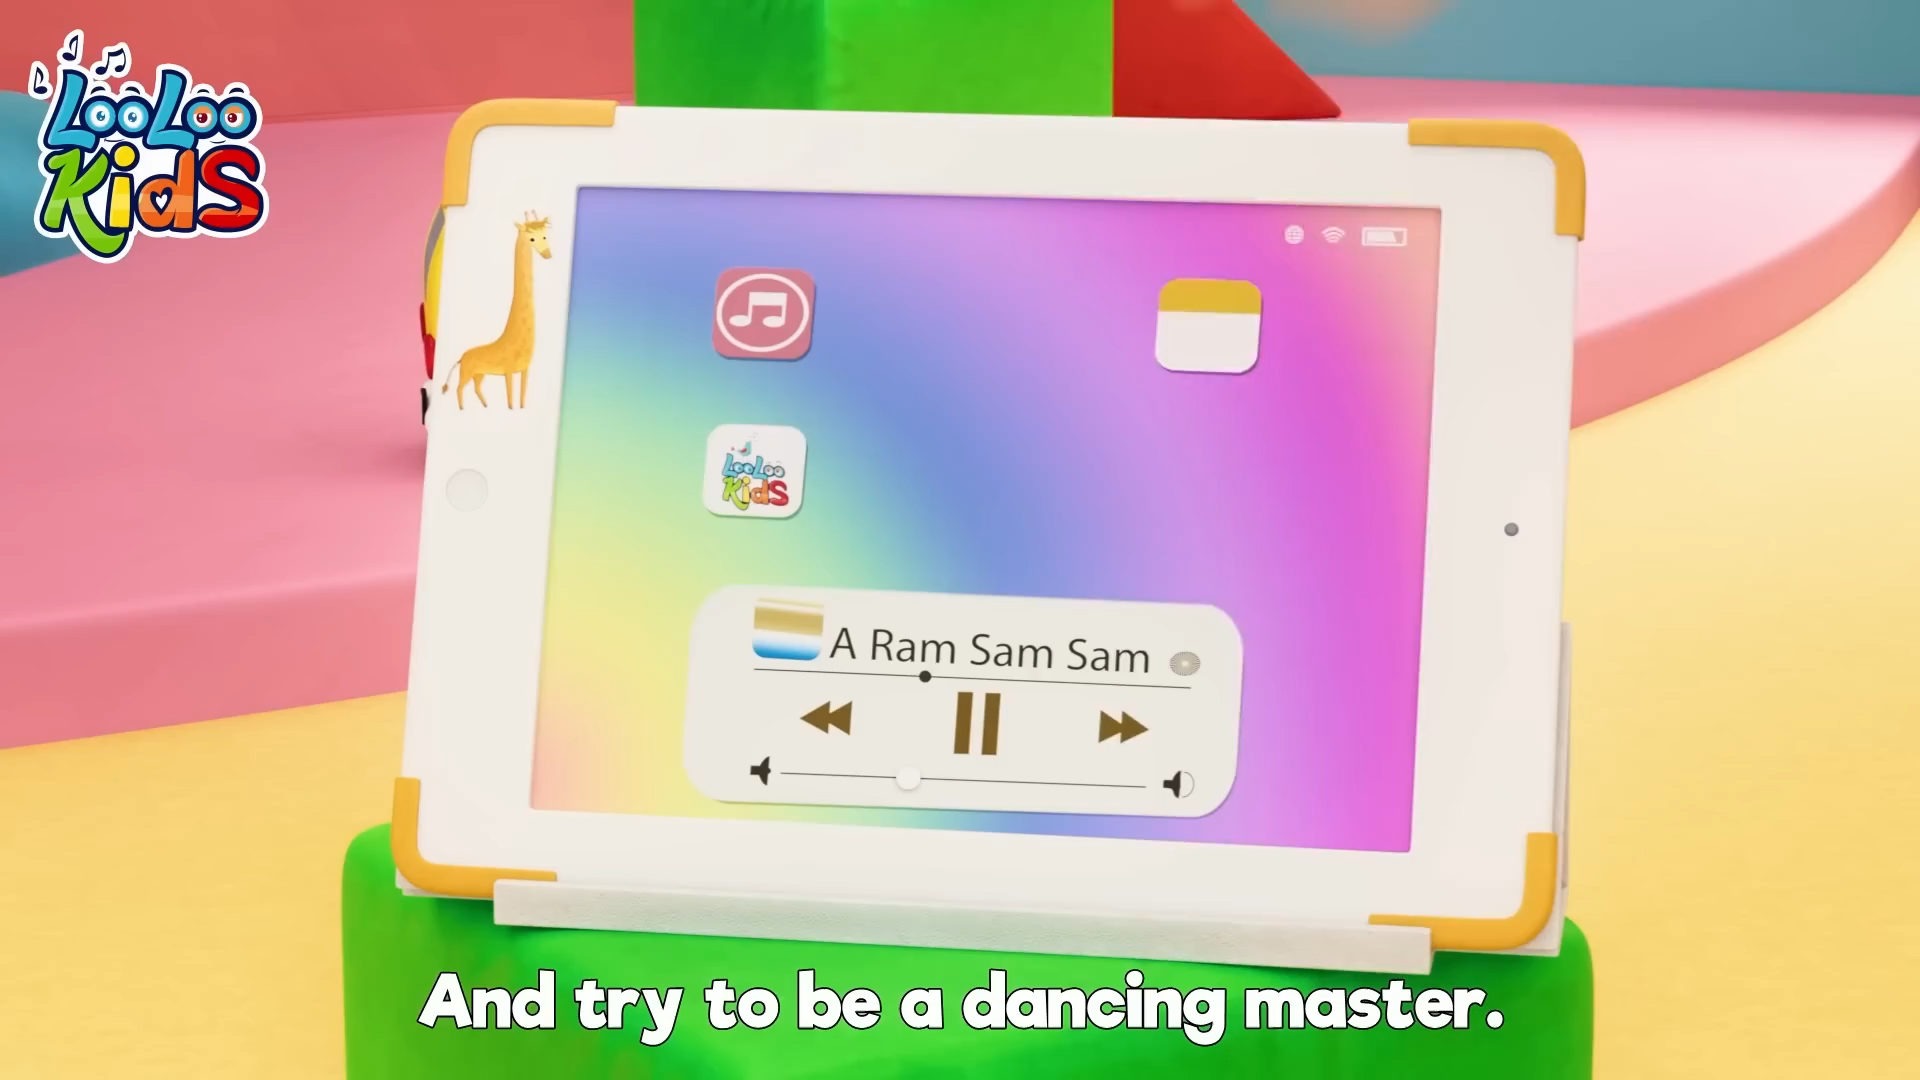 LooLoo
Kids
LooLoo
Kids
A Ram Sam Sam
And try to be a dancing master.